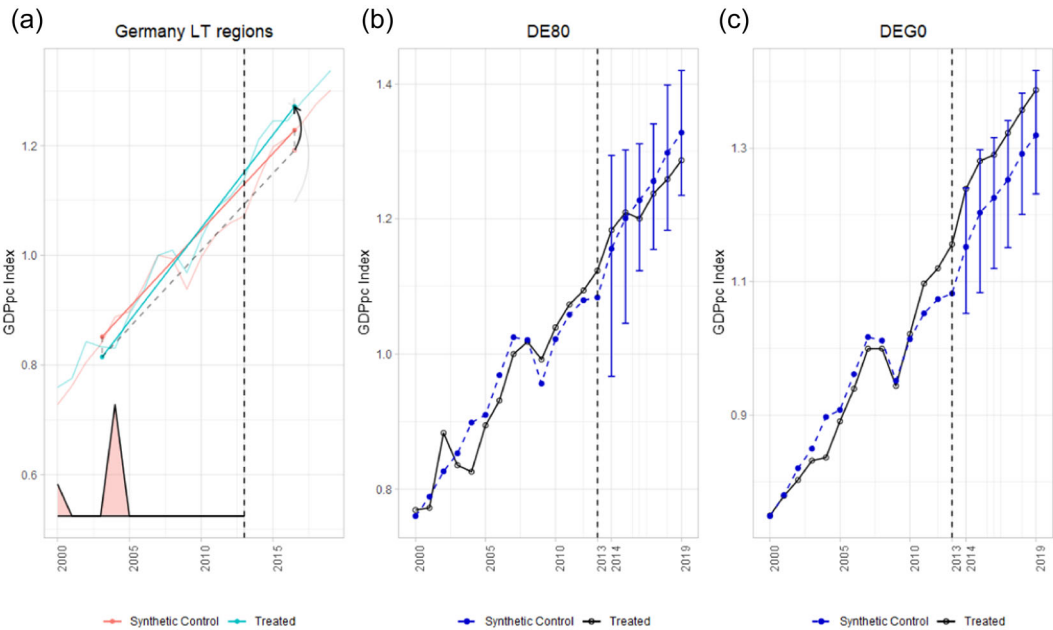 (a)
Germany LT regions
1.2
1.0
0.8
0.6
2000
2005
2010
2015
Synthetic Control
Treated
(b)
DE80
GDPpc Index
1.4
1.2
1.0
0.8
2000
2005
2010
2013
2014
2019
Synthetic Control
Treated
(c)
DEG0
GDPpc Index
1.3
1.1
0.9
2000
2005
2010
2013
2014
2019
Synthetic Control
Treated